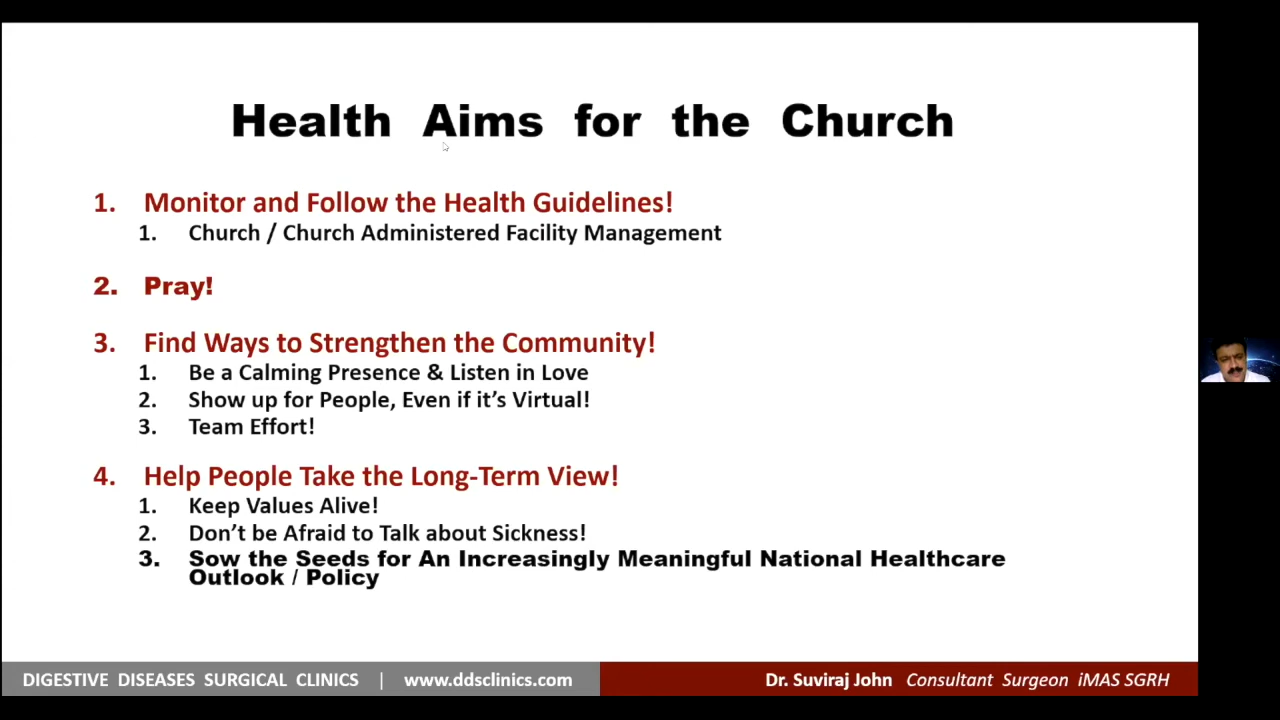 Health Aims for the Church
1. Monitor and Follow the Health Guidelines!
1. Church / Church Administered Facility Management
2. Pray!
3. Find Ways to Strengthen the Community!
1. Be a Calming Presence & Listen in Love
2. Show up for People, Even if it’s Virtual!
3. Team Effort!
4. Help People Take the Long-Term View!
1. Keep Values Alive!
2. Don’t be Afraid to Talk about Sickness!
3. Sow the Seeds for An Increasingly Meaningful National Healthcare
Outlook / Policy
DIGESTIVE DISEASES SURGICAL CLINICS | www.ddsclinics.com
Dr. Suviraj John Consultant Surgeon iMAS SGRH